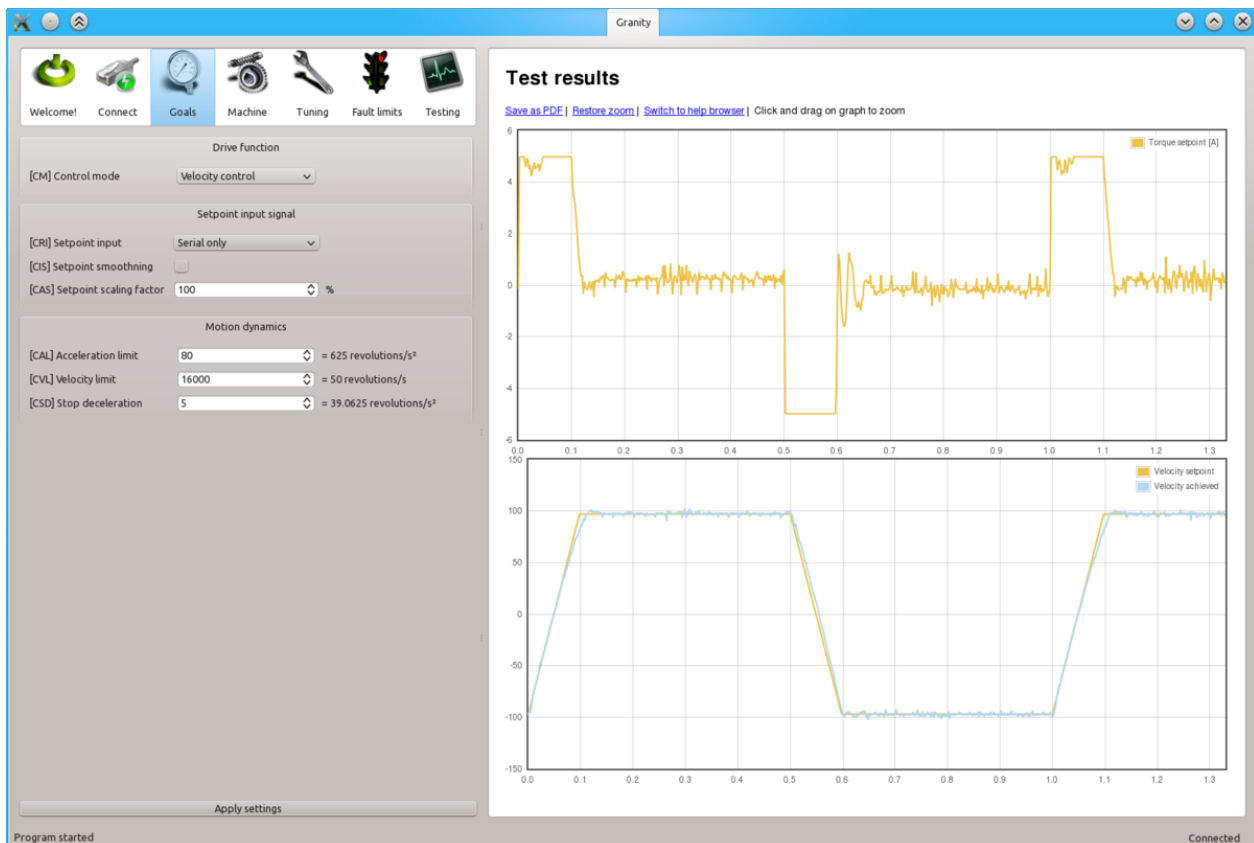 Granity
Welcome!
Connect
Goals
Machine
Tuning
Fault limits
Testing
Drive function
[CM] Control mode
Velocity control
Setpoint input signal
[CRI] Setpoint input
Serial only
[CIS] Setpoint smoothning
[CAS] Setpoint scaling factor
100
%
Motion dynamics
[CAL] Acceleration limit
80
= 625 revolutions/s²
[CVL] Velocity limit
16000
= 50 revolutions/s
[CSD] Stop deceleration
5
= 39.0625 revolutions/s²
Apply settings
Program started
Test results
Save as PDF | Restore zoom | Switch to help browser | Click and drag on graph to zoom
6
4
2
0
-2
-4
-6
Torque setpoint [A]
0.0 0.1 0.2 0.3 0.4 0.5 0.6 0.7 0.8 0.9 1.0 1.1 1.2 1.3
150
100
50
0
-50
-100
-150
Velocity setpoint
Velocity achieved
0.0 0.1 0.2 0.3 0.4 0.5 0.6 0.7 0.8 0.9 1.0 1.1 1.2 1.3
Connected